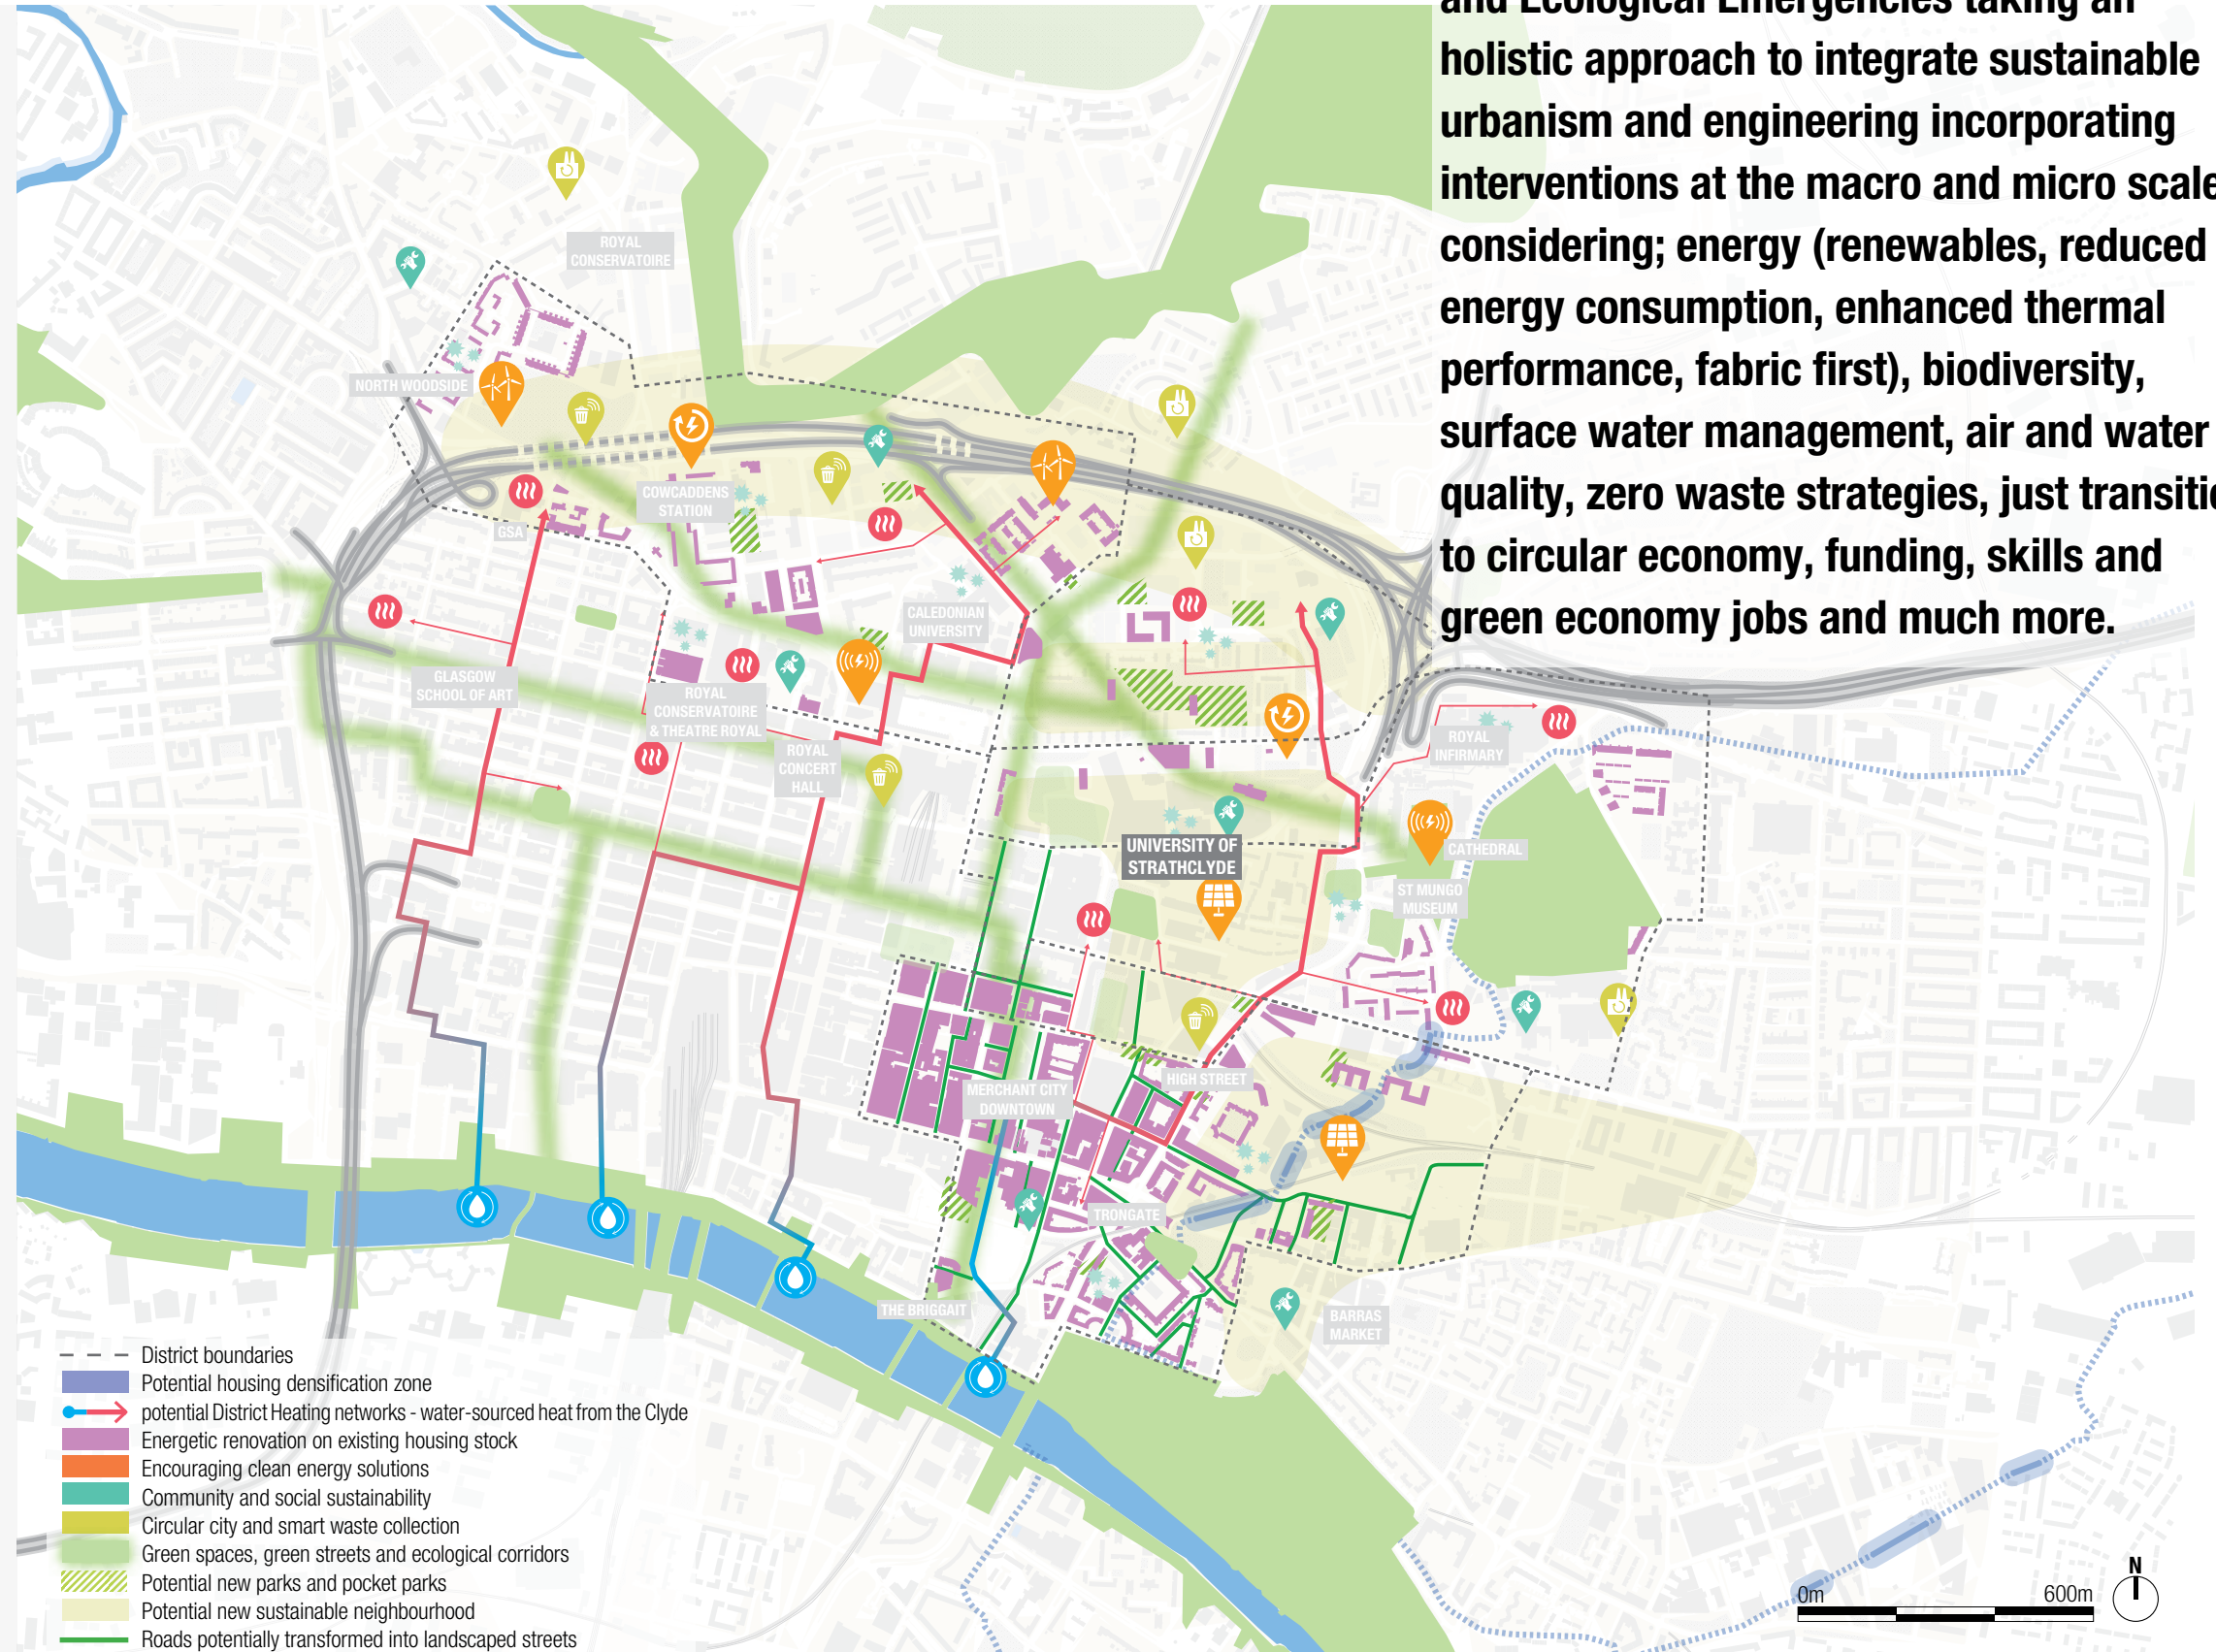 and Ecological Emergencies taking an
holistic approach to integrate sustainable
urbanism and engineering incorporating
interventions at the macro and micro scale
considering; energy (renewables, reduced
energy consumption, enhanced thermal
performance, fabric first), biodiversity,
surface water management, air and water
quality, zero waste strategies, just transitio
to circular economy, funding, skills and
green economy jobs and much more.
ROYAL
CONSERVATOIRE
NORTH WOODSIDE
COWCADDENS
STATION
GSA
CALEDONIAN
UNIVERSITY
GLASGOW
SCHOOL OF ART
ROYAL
CONSERVATOIRE
& THEATRE ROYAL
ROYAL
CONCERT
HALL
ROYAL
INFIRMARY
UNIVERSITY OF
STRATHCLYDE
CATHEDRAL
ST MUNGO
MUSEUM
HIGH STREET
MERCHANT CITY
DOWNTOWN
TRONGATE
THE BRIGGAIT
BARRAS
MARKET
District boundaries
Potential housing densification zone
potential District Heating networks - water-sourced heat from the Clyde
Energetic renovation on existing housing stock
Encouraging clean energy solutions
Community and social sustainability
Circular city and smart waste collection
Green spaces, green streets and ecological corridors
Potential new parks and pocket parks
Potential new sustainable neighbourhood
Roads potentially transformed into landscaped streets
0m 600m
N